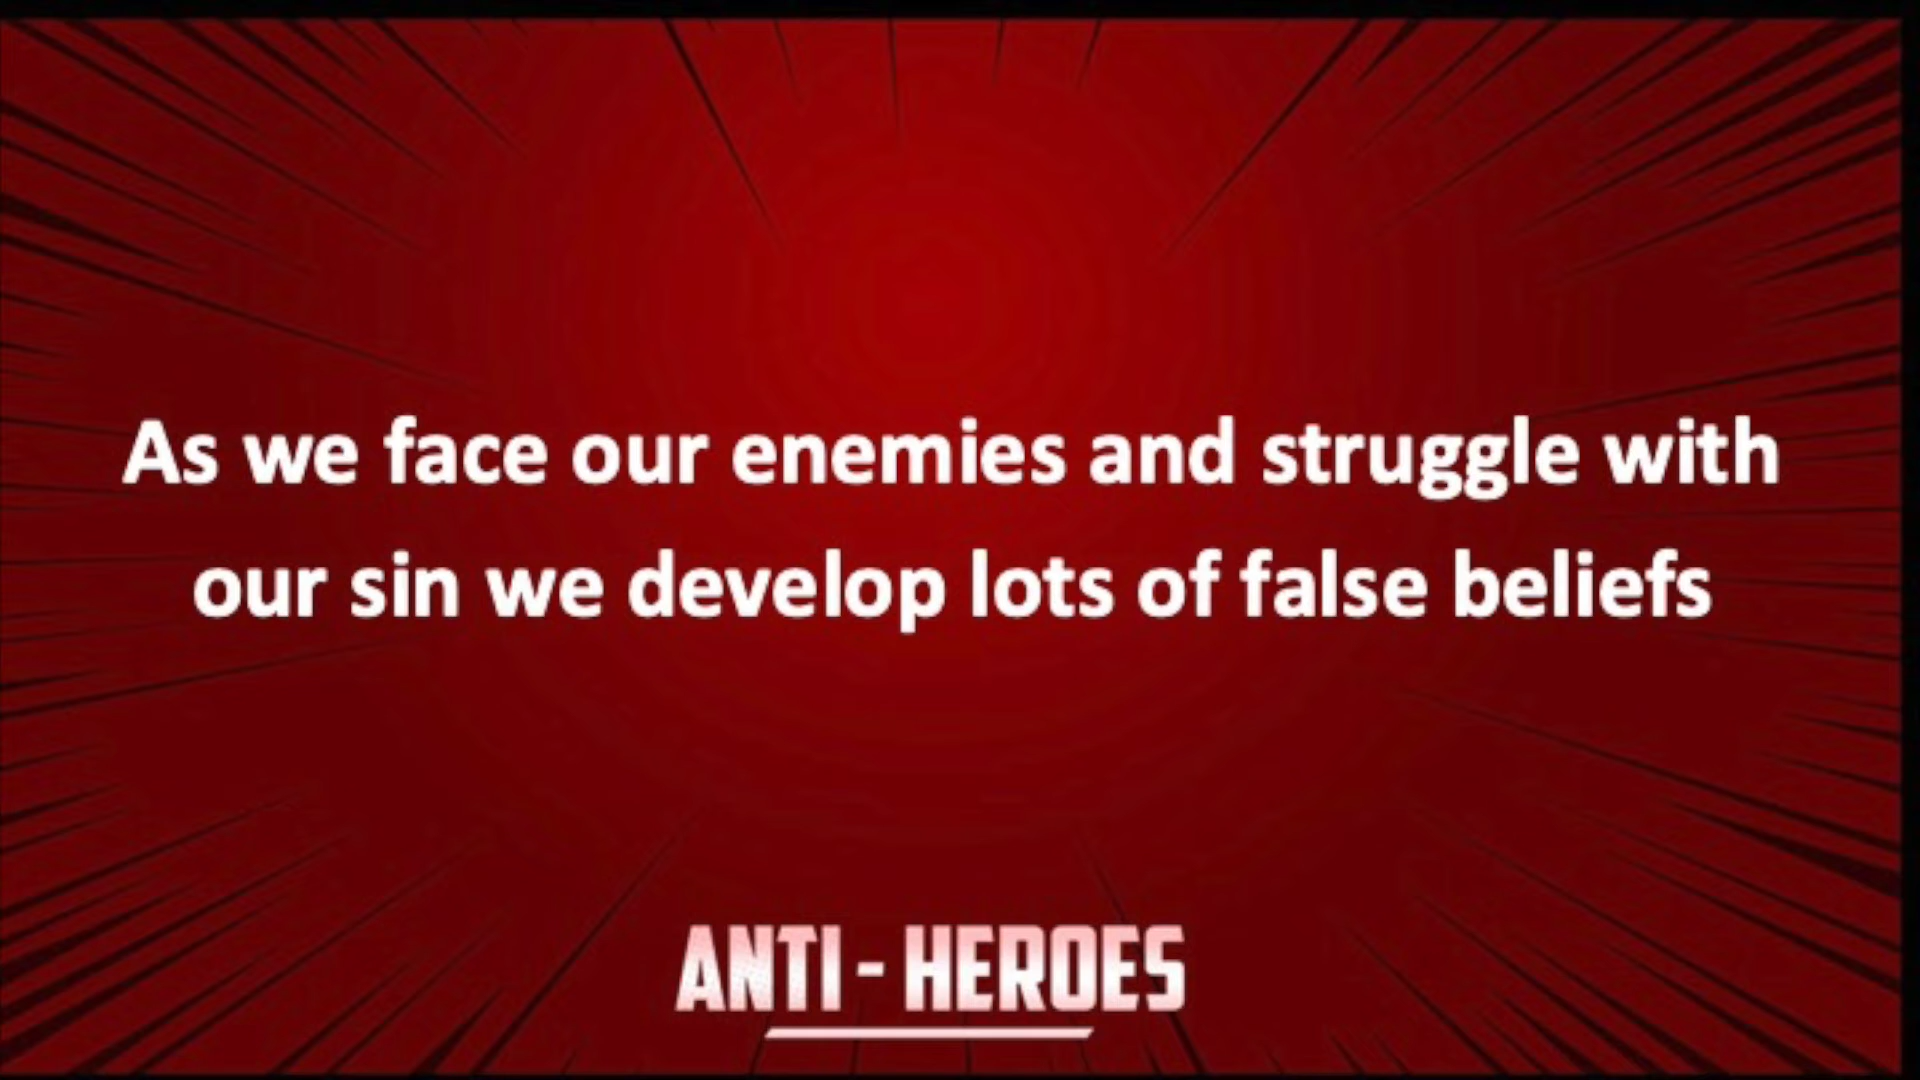 As we face our enemies and struggle with
our sin we develop lots of false beliefs
ANTI - HEROES